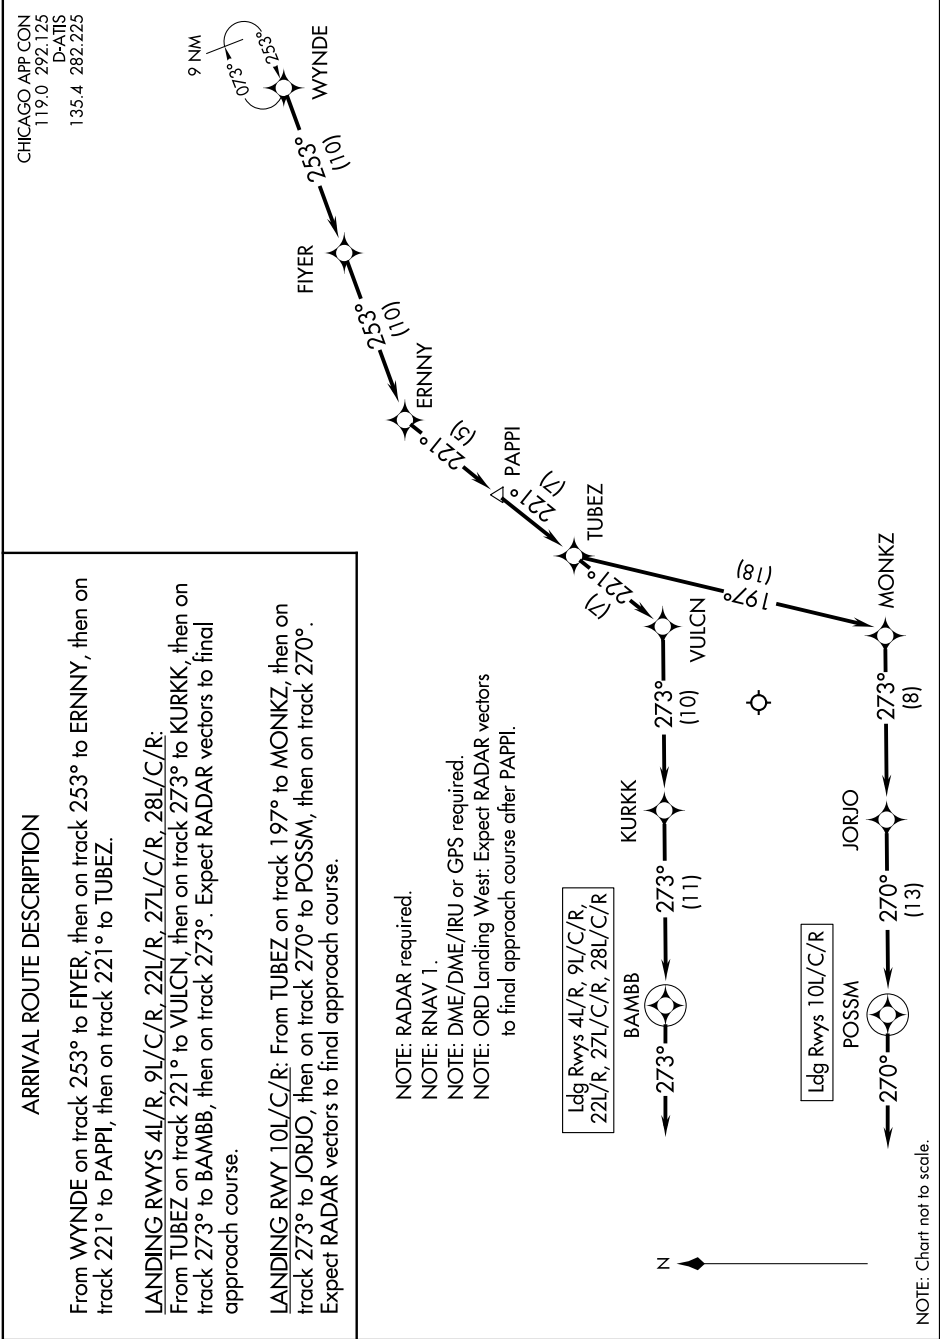 CHICAGO APP CON
119.0 292.125
D-ATIS
135.4 282.225
ARRIVAL ROUTE DESCRIPTION
From WYNDE on track 253° to FIYER, then on track 253° to ERNNY, then on
track 221° to PAPPI, then on track 221° to TUBEZ.
LANDING RWYS 4L/R, 9L/C/R, 22L/R, 27L/C/R, 28L/C/R:
From TUBEZ on track 221° to VULCN, then on track 273° to KURKK, then on
track 273° to BAMBB, then on track 273°. Expect RADAR vectors to final
approach course.
LANDING RWY 10L/C/R: From TUBEZ on track 197° to MONKZ, then on
track 273° to JORJO, then on track 270° to POSSM, then on track 270°.
Expect RADAR vectors to final approach course.
9 NM
073°
253°
WYNDE
253°
(10)
FIYER
253°
(10)
ERNNY
221°
(5)
PAPPI
221°
(7)
TUBEZ
221°
(7)
VULCN
197°
(18)
MONKZ
NOTE: RADAR required.
NOTE: RNAV 1.
NOTE: DME/DME/IRU or GPS required.
NOTE: ORD Landing West: Expect RADAR vectors
to final approach course after PAPPI.
273°
(10)
KURKK
273°
(11)
Ldg Rwys 4L/R, 9L/C/R,
22L/R, 27L/C/R, 28L/C/R
BAMBB
273°
273°
(8)
JORJO
270°
(13)
Ldg Rwys 10L/C/R
POSSM
270°
N
NOTE: Chart not to scale.